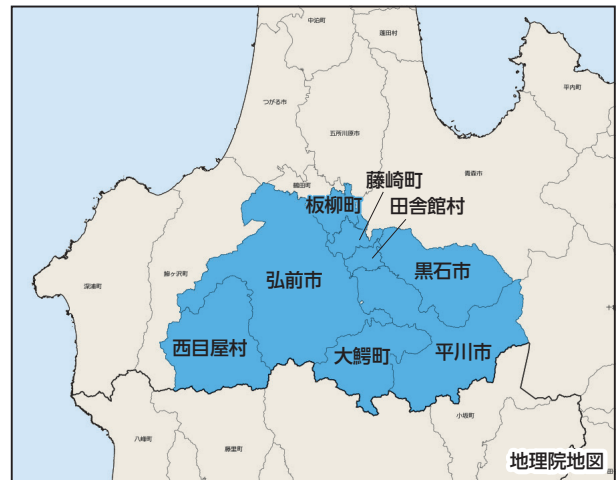 中泊町
蓬田村
平内町
つがる市
五所川原市
鶴田町
青森市
藤崎町
板柳町
田舎館村
鰺ヶ沢町
弘前市
黒石市
深浦町
西目屋村
大鰐町
平川市
小坂町
八峰町
藤里町
地理院地図